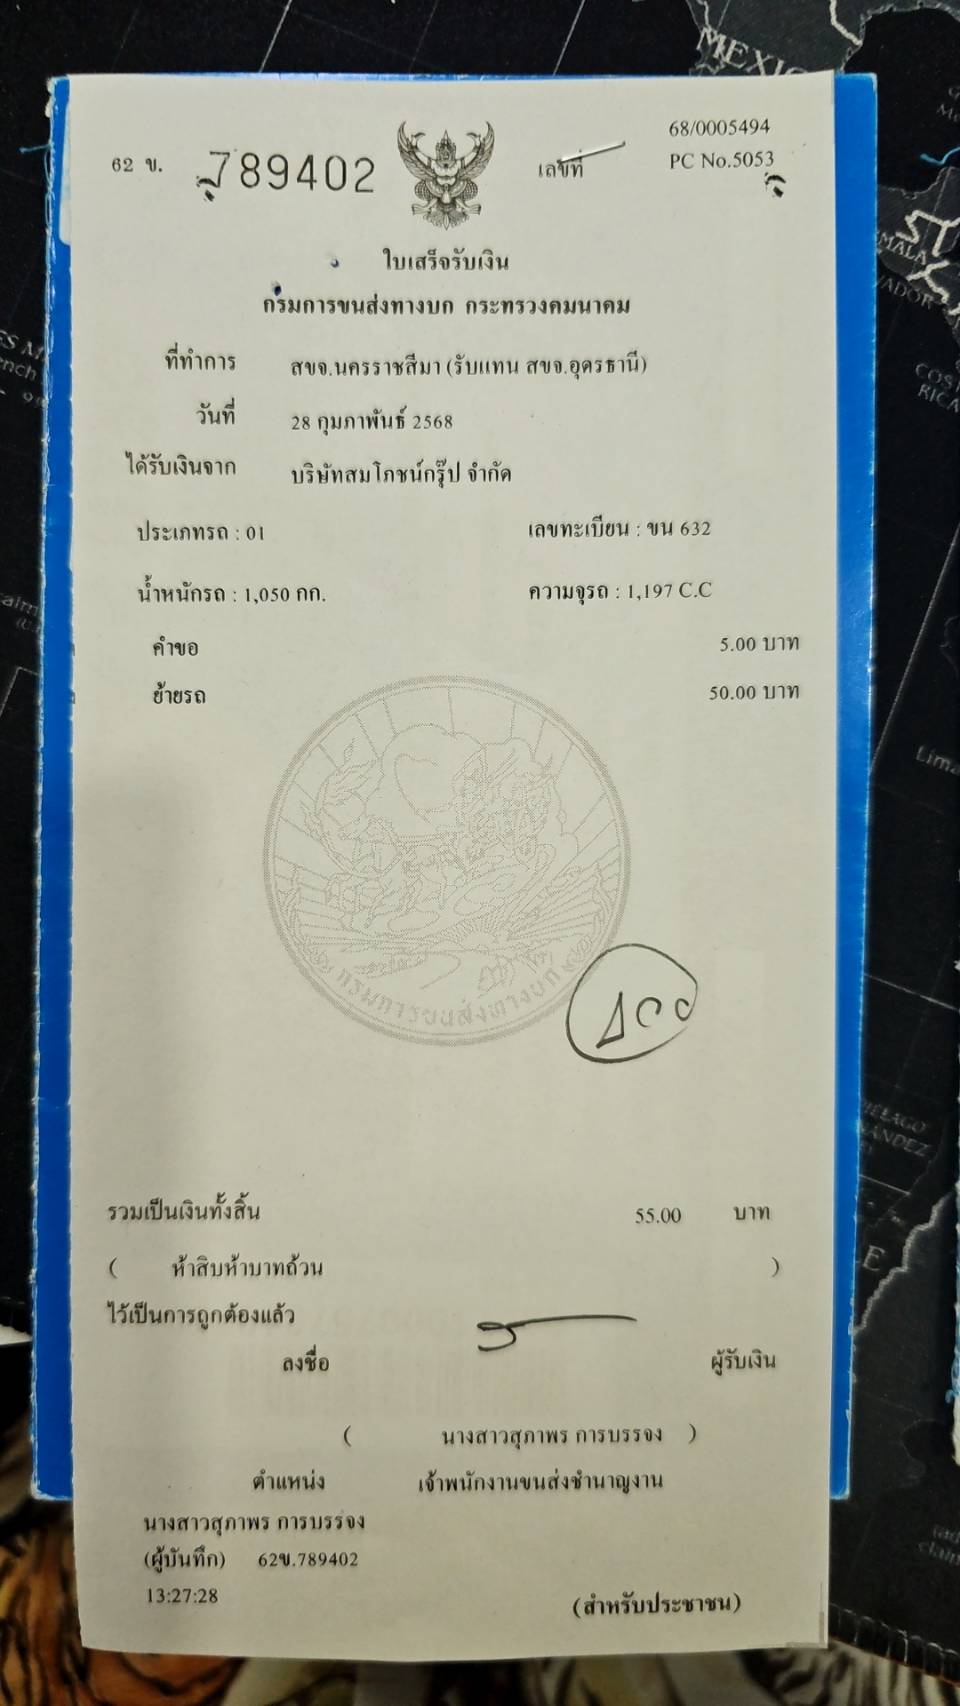 68/0005494
62 ข. 789402 เลขที่ PC No.5053
ใบเสร็จรับเงิน
กรมการขนส่งทางบก กระทรวงคมนาคม
ที่ทำการ สขจ.นครราชสีมา (รับแทน สขจ.อุดรธานี)
วันที่ 28 กุมภาพันธ์ 2568
ได้รับเงินจาก บริษัทสมโภชน์กรุ๊ป จำกัด
ประเภทรถ : 01 เลขทะเบียน : ขน 632
น้ำหนักรถ : 1,050 กก. ความจุรถ : 1,197 C.C
คำขอ 5.00 บาท
ย้ายรถ 50.00 บาท
กรมการขนส่งทางบก
รวมเป็นเงินทั้งสิ้น 55.00 บาท
( ห้าสิบห้าบาทถ้วน )
ไว้เป็นการถูกต้องแล้ว
ลงชื่อ ผู้รับเงิน
( นางสาวสุภาพร การบรรจง )
ตำแหน่ง เจ้าพนักงานขนส่งชำนาญงาน
นางสาวสุภาพร การบรรจง
(ผู้บันทึก) 62ข.789402
13:27:28
(สำหรับประชาชน)
MEXICO